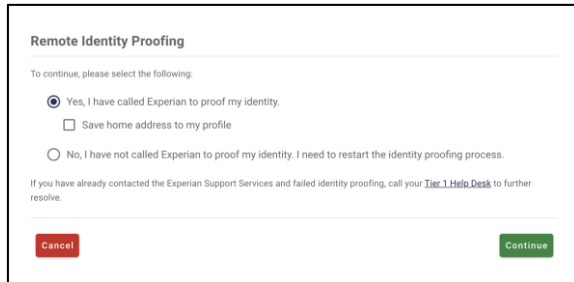 Remote Identity Proofing
To continue, please select the following:
Yes, I have called Experian to proof my identity.
Save home address to my profile
No, I have not called Experian to proof my identity. I need to restart the identity proofing process.
If you have already contacted the Experian Support Services and failed identity proofing, call your Tier 1 Help Desk to further
resolve.
Cancel
Continue